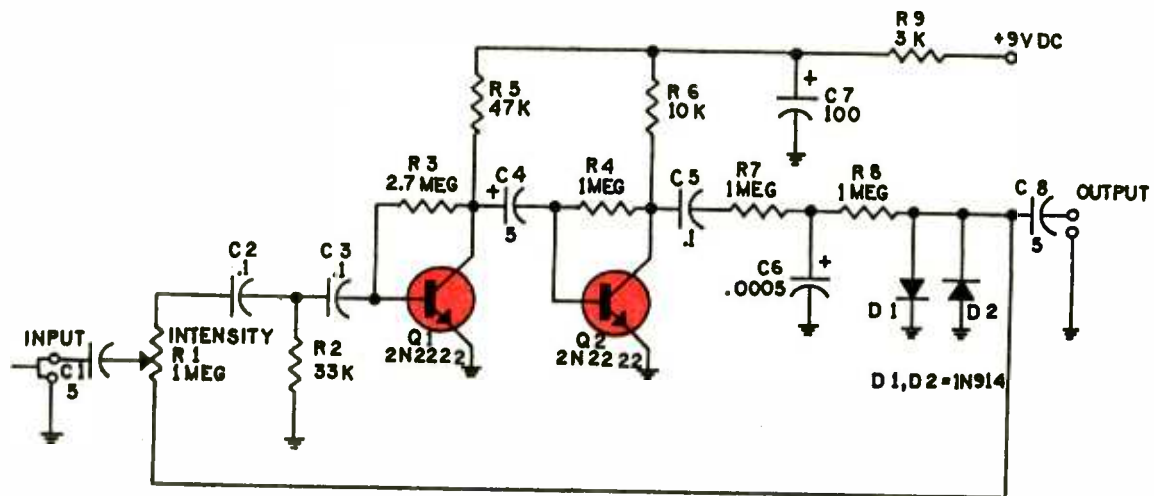 R9
3K
+9VDC
R5
47K
R6
10K
+
C7
100
R3
2.7MEG
C4
+
5
R4
1MEG
C5
.1
R7
1MEG
R8
1MEG
C8
5
OUTPUT
C2
.1
C3
.1
C6
.0005
+
D1
D2
INPUT
C1
5
INTENSITY
R1
1MEG
R2
33K
Q1
2N2222
Q2
2N2222
D1,D2=1N914